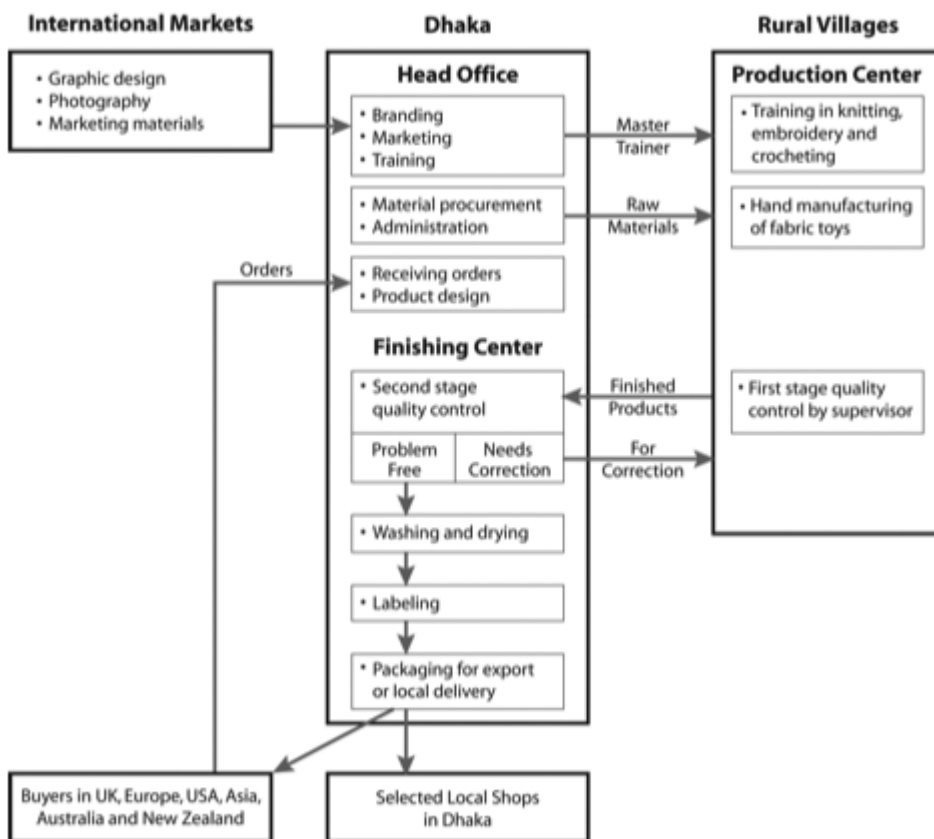 International Markets
• Graphic design
• Photography
• Marketing materials
Dhaka
Head Office
• Branding
• Marketing
• Training
• Material procurement
• Administration
• Receiving orders
• Product design
Finishing Center
• Second stage
quality control
Problem
Free
Needs
Correction
• Washing and drying
• Labeling
• Packaging for export
or local delivery
Master
Trainer
Raw
Materials
Orders
Finished
Products
For
Correction
Rural Villages
Production Center
• Training in knitting,
embroidery and
crocheting
• Hand manufacturing
of fabric toys
• First stage quality
control by supervisor
Buyers in UK, Europe, USA, Asia,
Australia and New Zealand
Selected Local Shops
in Dhaka